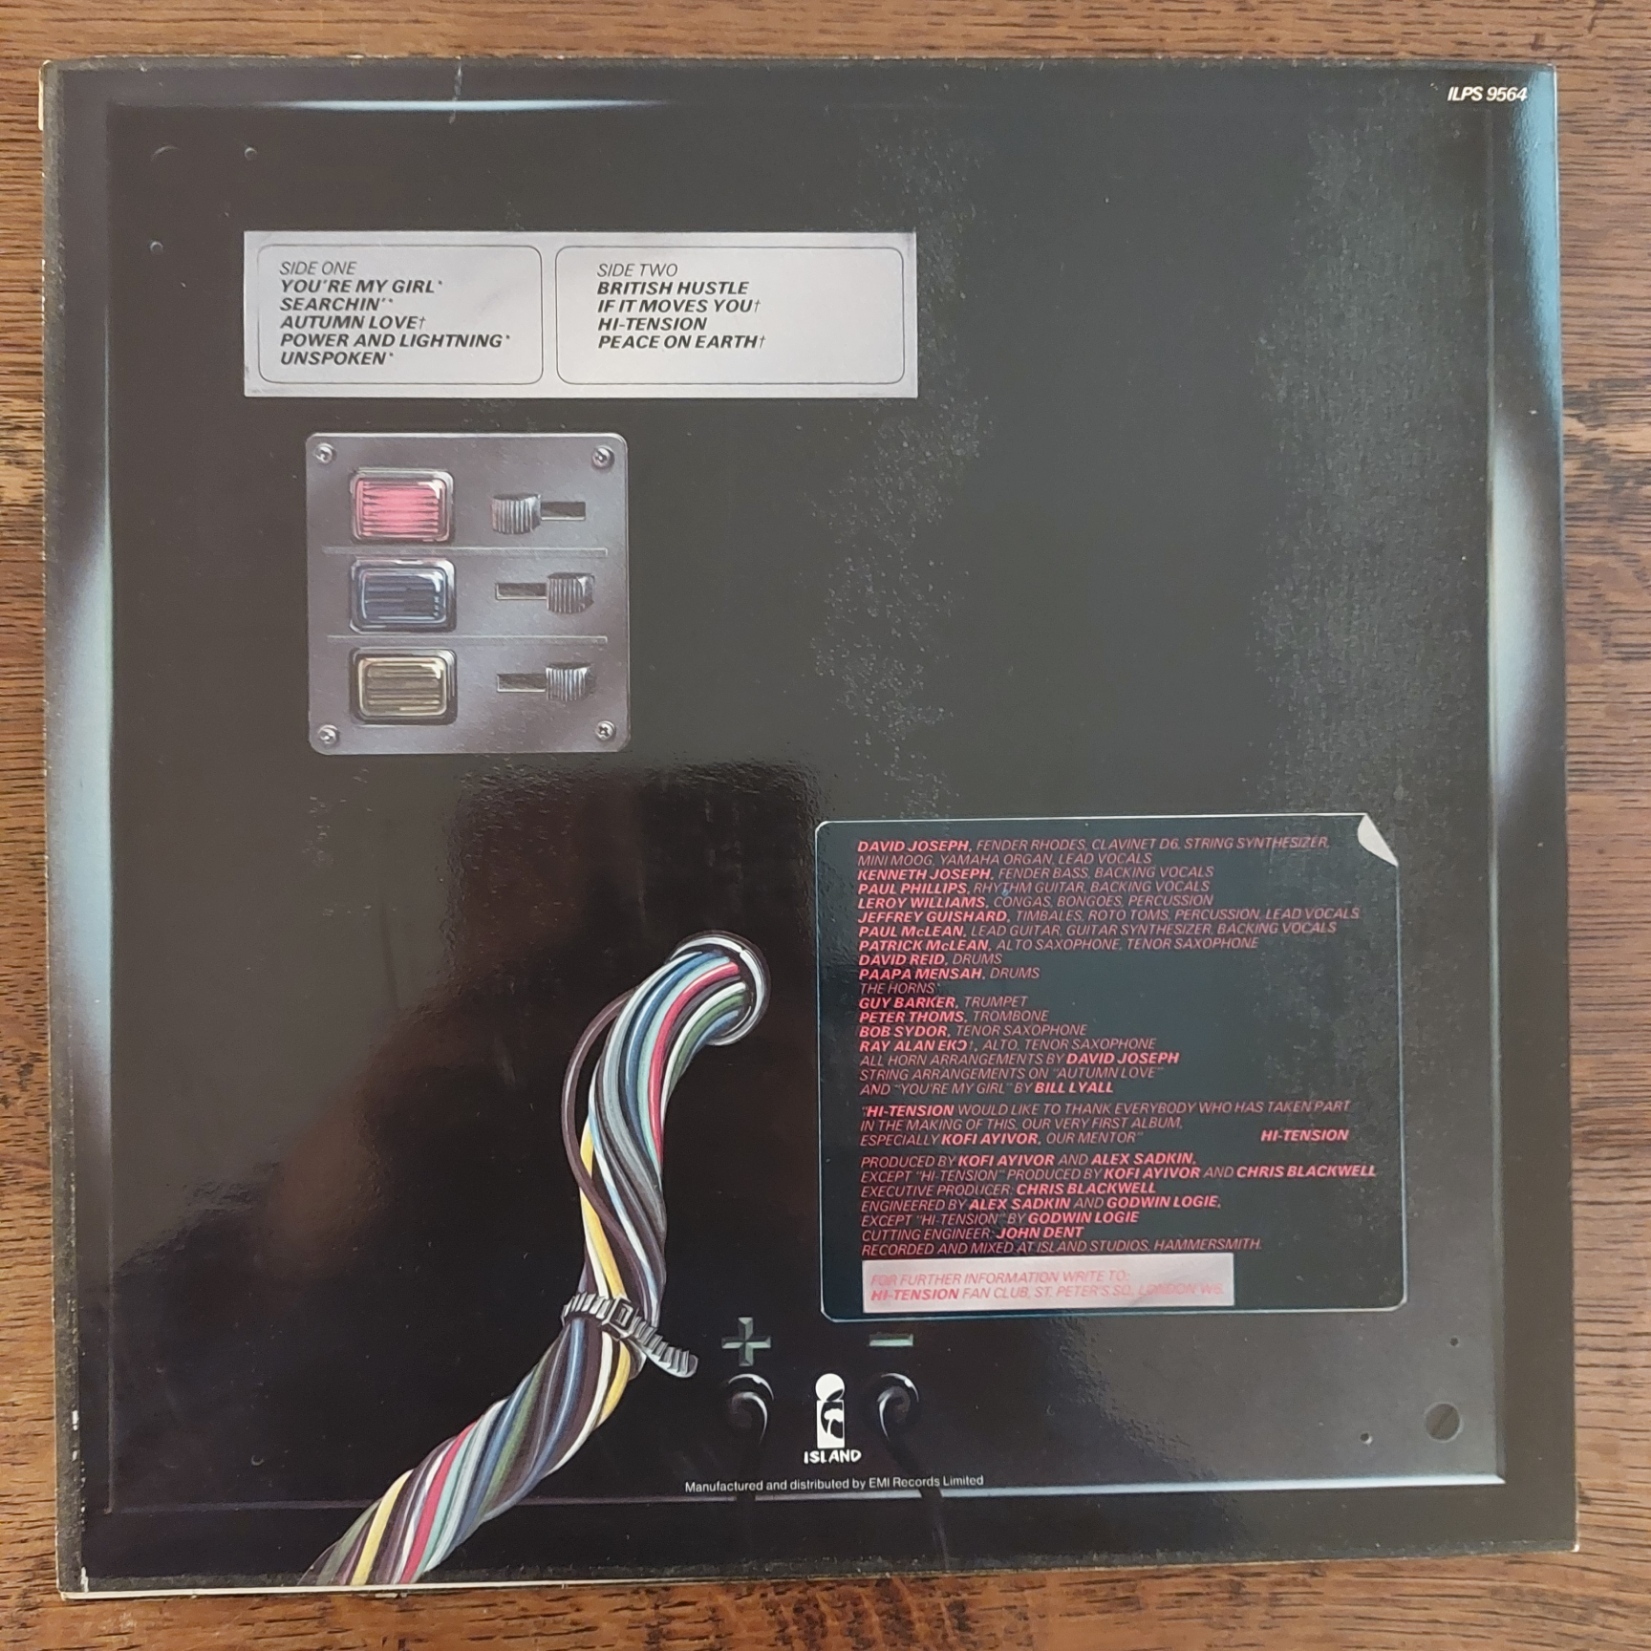 ILPS 9564
SIDE ONE
YOU'RE MY GIRL*
SEARCHIN'*
AUTUMN LOVE†
POWER AND LIGHTNING*
UNSPOKEN*
SIDE TWO
BRITISH HUSTLE
IF IT MOVES YOU†
HI-TENSION
PEACE ON EARTH†
DAVID JOSEPH, FENDER RHODES, CLAVINET D6, STRING SYNTHESIZER,
MINI MOOG, YAMAHA ORGAN, LEAD VOCALS
KENNETH JOSEPH, FENDER BASS, BACKING VOCALS
PAUL PHILLIPS, RHYTHM GUITAR, BACKING VOCALS
LEROY WILLIAMS, CONGAS, BONGOES, PERCUSSION
JEFFREY GUISHARD, TIMBALES, ROTO TOMS, PERCUSSION, LEAD VOCALS
PAUL McLEAN, LEAD GUITAR, GUITAR SYNTHESIZER, BACKING VOCALS
PATRICK McLEAN, ALTO SAXOPHONE, TENOR SAXOPHONE
DAVID REID, DRUMS
PAAPA MENSAH, DRUMS
THE HORNS*
GUY BARKER, TRUMPET
PETER THOMS, TROMBONE
BOB SYDOR, TENOR SAXOPHONE
RAY ALAN EKƆ†, ALTO, TENOR SAXOPHONE
ALL HORN ARRANGEMENTS BY DAVID JOSEPH
STRING ARRANGEMENTS ON "AUTUMN LOVE"
AND "YOU'RE MY GIRL" BY BILL LYALL
"HI-TENSION WOULD LIKE TO THANK EVERYBODY WHO HAS TAKEN PART
IN THE MAKING OF THIS, OUR VERY FIRST ALBUM,
ESPECIALLY KOFI AYIVOR, OUR MENTOR" HI-TENSION
PRODUCED BY KOFI AYIVOR AND ALEX SADKIN,
EXCEPT "HI-TENSION" PRODUCED BY KOFI AYIVOR AND CHRIS BLACKWELL
EXECUTIVE PRODUCER: CHRIS BLACKWELL
ENGINEERED BY ALEX SADKIN AND GODWIN LOGIE,
EXCEPT "HI-TENSION" BY GODWIN LOGIE
CUTTING ENGINEER: JOHN DENT
RECORDED AND MIXED AT ISLAND STUDIOS, HAMMERSMITH.
FOR FURTHER INFORMATION WRITE TO:
HI-TENSION FAN CLUB, ST. PETER'S SQ., LONDON W6.
+ −
ISLAND
Manufactured and distributed by EMI Records Limited